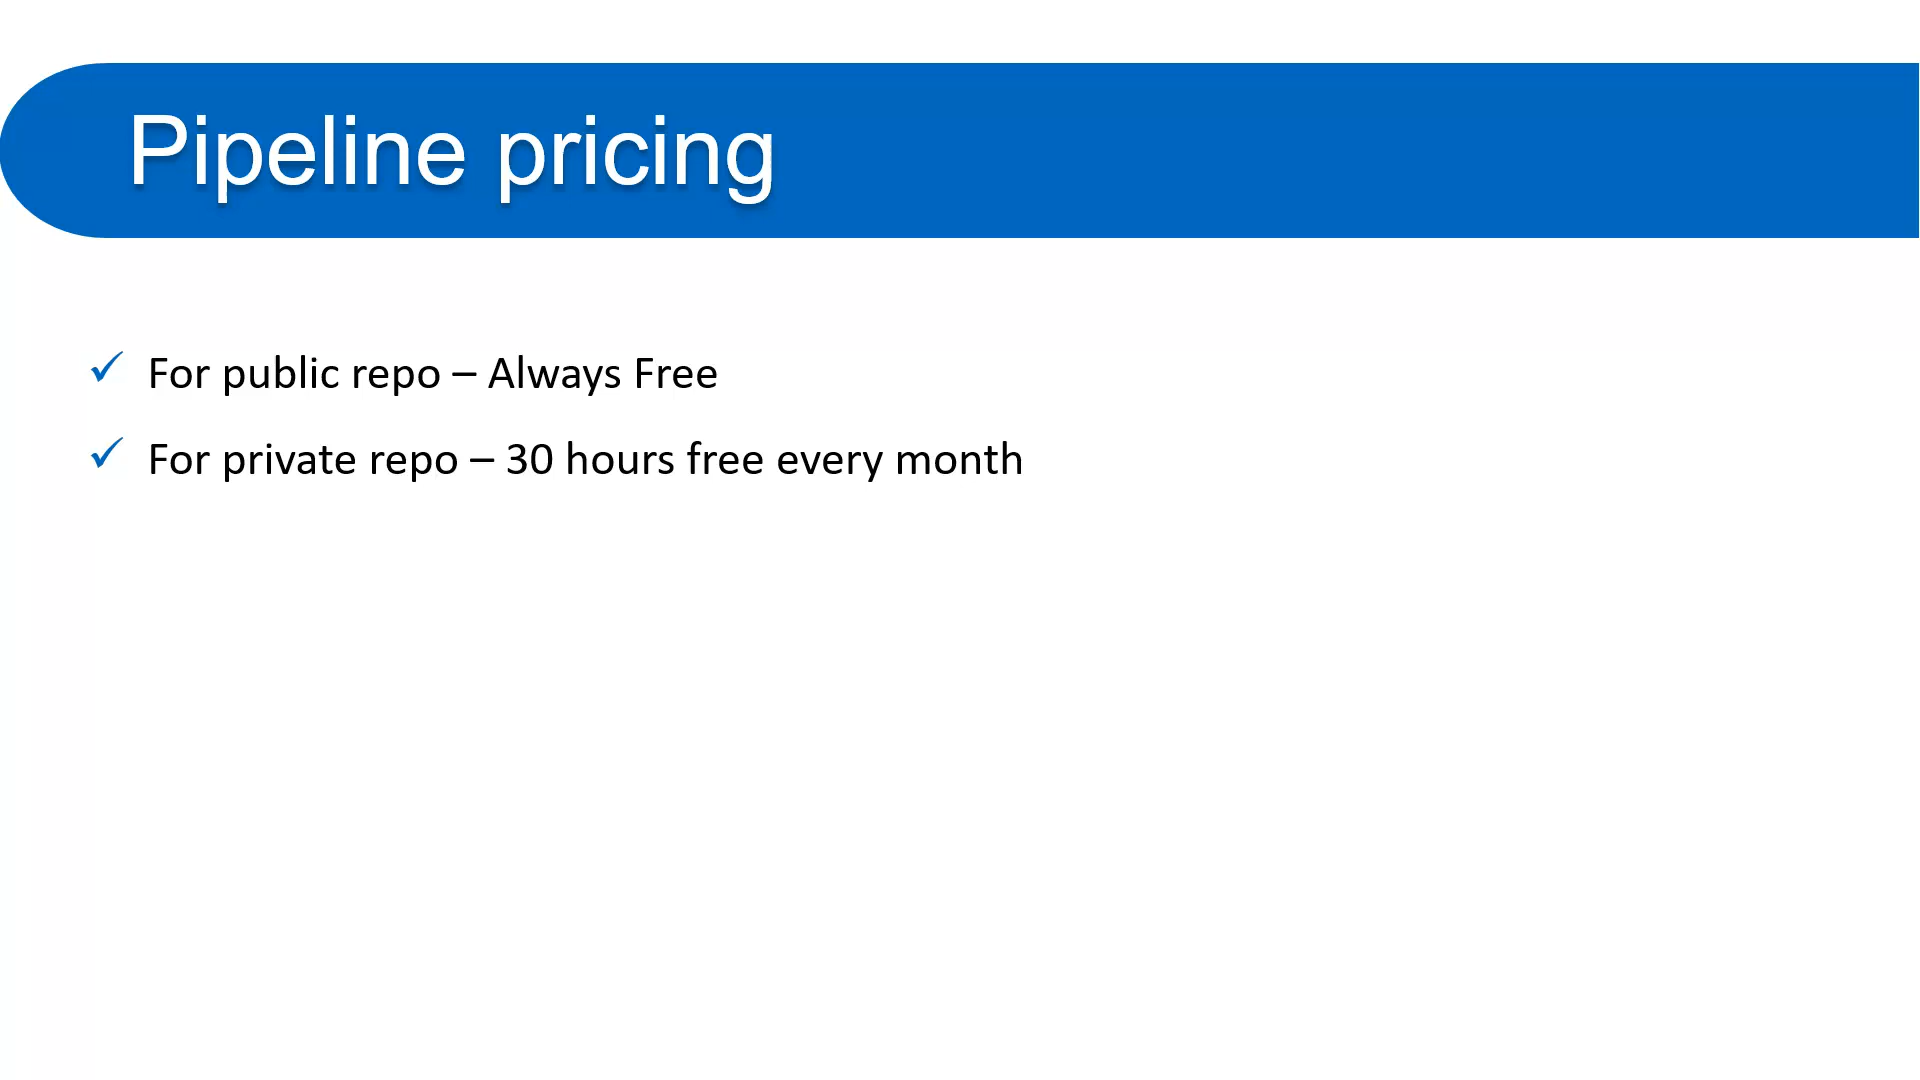 Pipeline pricing
✓ For public repo – Always Free
✓ For private repo – 30 hours free every month